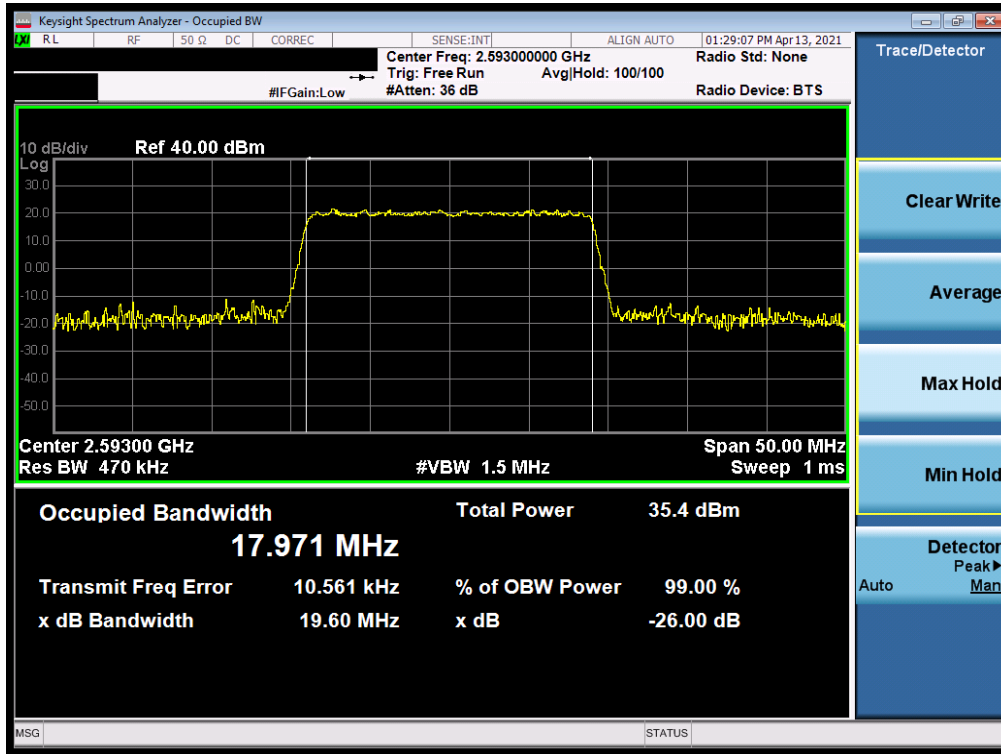 Keysight Spectrum Analyzer - Occupied BW
LXI RL RF 50 Ω DC CORREC SENSE:INT ALIGN AUTO 01:29:07 PM Apr 13, 2021
Center Freq: 2.593000000 GHz Radio Std: None
Trig: Free Run Avg|Hold: 100/100
#IFGain:Low #Atten: 36 dB Radio Device: BTS
10 dB/div Ref 40.00 dBm
Log
30.0
20.0
10.0
0.00
-10.0
-20.0
-30.0
-40.0
-50.0
Center 2.59300 GHz Span 50.00 MHz
Res BW 470 kHz #VBW 1.5 MHz Sweep 1 ms
Occupied Bandwidth Total Power 35.4 dBm
17.971 MHz
Transmit Freq Error 10.561 kHz % of OBW Power 99.00 %
x dB Bandwidth 19.60 MHz x dB -26.00 dB
MSG STATUS
Trace/Detector
Clear Write
Average
Max Hold
Min Hold
Detector
Peak▶
Auto Man